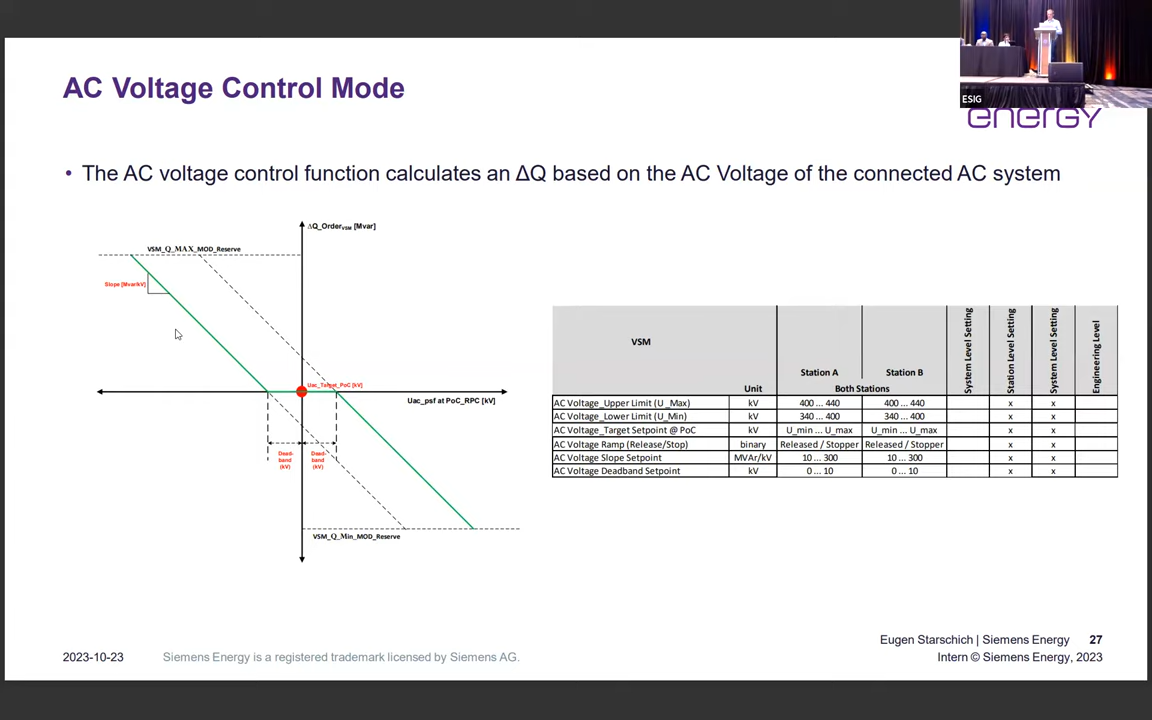 ESIG
energy
AC Voltage Control Mode
• The AC voltage control function calculates an ΔQ based on the AC Voltage of the connected AC system
ΔQ_OrderVSM [Mvar]
VSM_Q_MAX_MOD_Reserve
Slope [Mvar/kV]
Uac_Target_PoC [kV]
Uac_psf at PoC_RPC [kV]
Dead-
band
(kV)
Dead-
band
(kV)
VSM_Q_Min_MOD_Reserve
VSM
Unit
Station A
Station B
Both Stations
System Level Setting
Station Level Setting
System Level Setting
Engineering Level
AC Voltage_Upper Limit (U_Max) kV 400 ... 440 400 ... 440 x x
AC Voltage_Lower Limit (U_Min) kV 340 ... 400 340 ... 400 x x
AC Voltage_Target Setpoint @ PoC kV U_min ... U_max U_min ... U_max x x
AC Voltage Ramp (Release/Stop) binary Released / Stopper Released / Stopper x x
AC Voltage Slope Setpoint MVAr/kV 10 ... 300 10 ... 300 x x
AC Voltage Deadband Setpoint kV 0 ... 10 0 ... 10 x x
Eugen Starschich | Siemens Energy 27
2023-10-23 Siemens Energy is a registered trademark licensed by Siemens AG. Intern © Siemens Energy, 2023